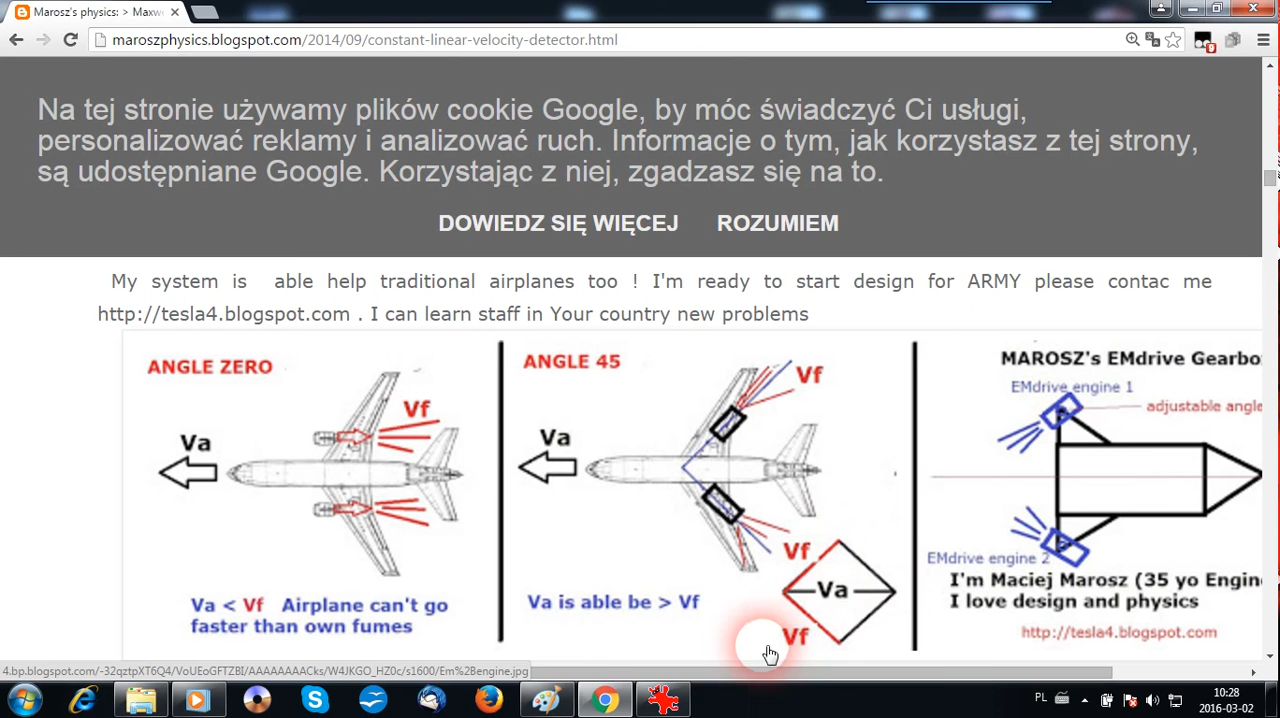 Marosz's physics: > Maxw
maroszphysics.blogspot.com/2014/09/constant-linear-velocity-detector.html
9
Na tej stronie używamy plików cookie Google, by móc świadczyć Ci usługi,
personalizować reklamy i analizować ruch. Informacje o tym, jak korzystasz z tej strony,
są udostępniane Google. Korzystając z niej, zgadzasz się na to.
DOWIEDZ SIĘ WIĘCEJ ROZUMIEM
My system is able help traditional airplanes too ! I'm ready to start design for ARMY please contac me
http://tesla4.blogspot.com . I can learn staff in Your country new problems
ANGLE ZERO
Vf
Va
Va < Vf Airplane can't go
faster than own fumes
ANGLE 45
Vf
Va
Vf
Va
Vf
Va is able be > Vf
MAROSZ's EMdrive Gearbo
EMdrive engine 1
adjustable angle
EMdrive engine 2
I'm Maciej Marosz (35 yo Engin
I love design and physics
http://tesla4.blogspot.com
4.bp.blogspot.com/-32qztpXT6Q4/VoUEoGFTZBI/AAAAAAAACks/W4JKGO_HZ0c/s1600/Em%2Bengine.jpg
PL
10:28
2016-03-02